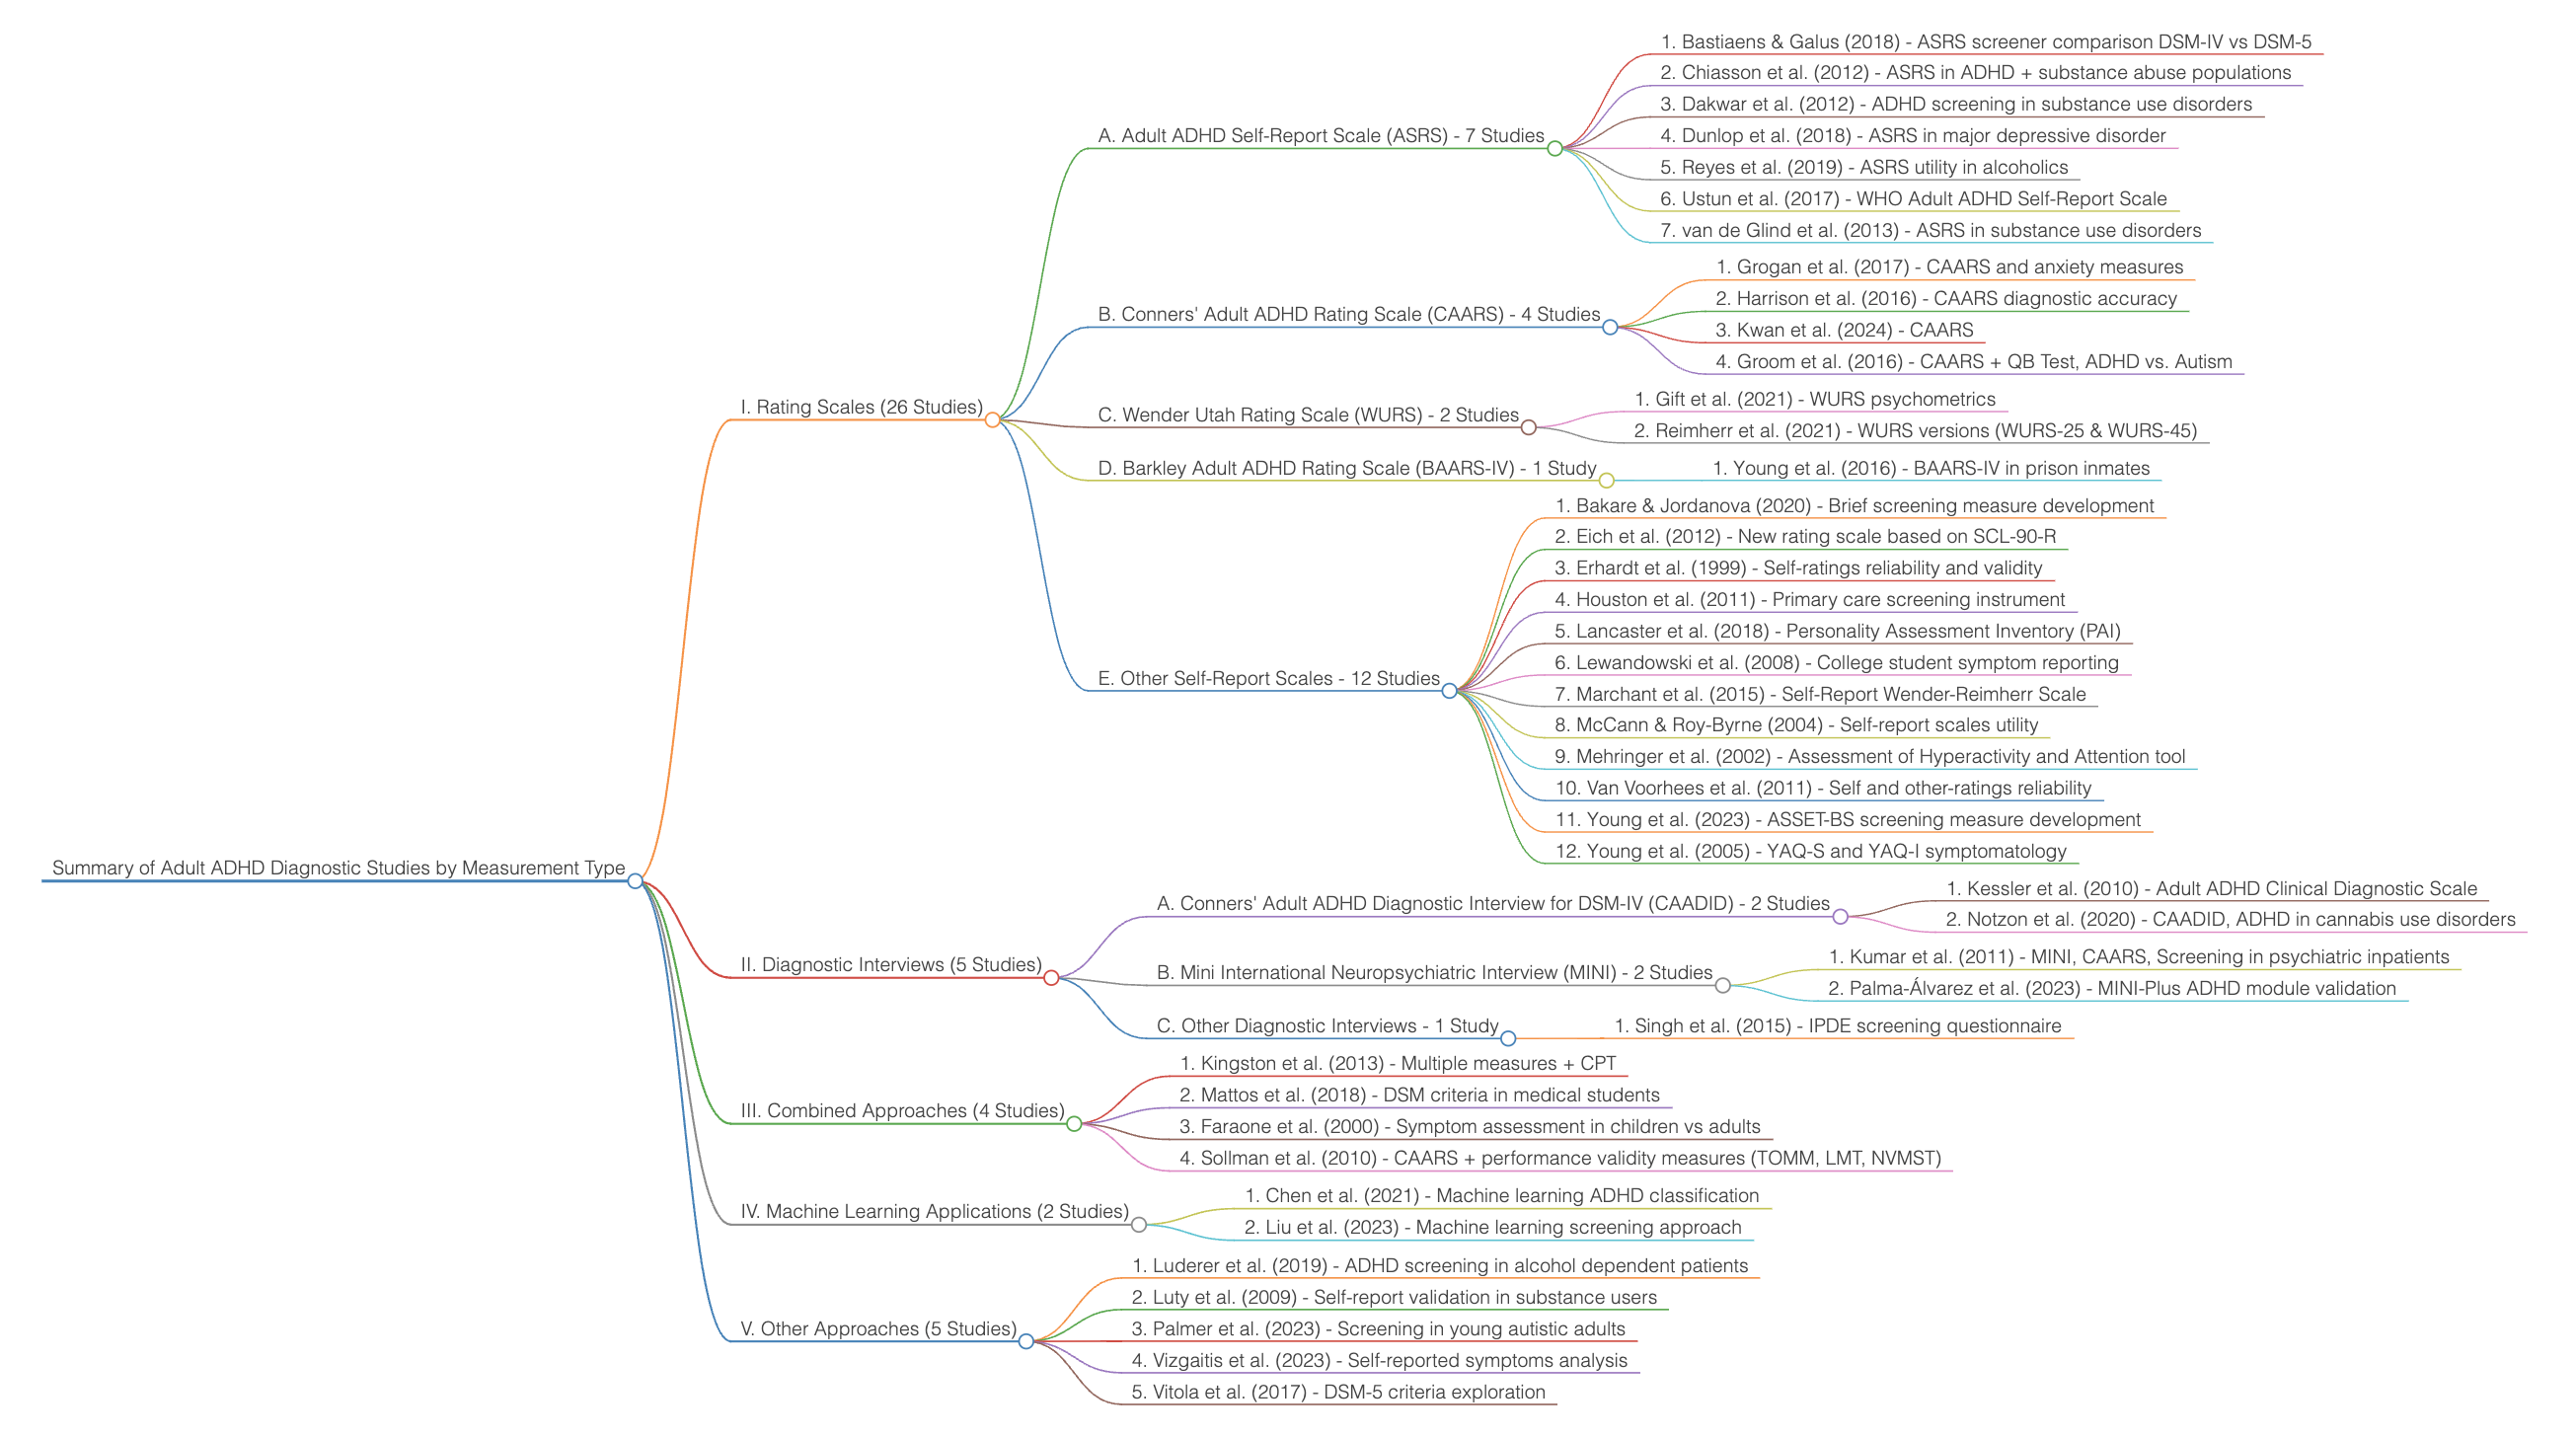 Summary of Adult ADHD Diagnostic Studies by Measurement Type
I. Rating Scales (26 Studies)
A. Adult ADHD Self-Report Scale (ASRS) - 7 Studies
1. Bastiaens & Galus (2018) - ASRS screener comparison DSM-IV vs DSM-5
2. Chiasson et al. (2012) - ASRS in ADHD + substance abuse populations
3. Dakwar et al. (2012) - ADHD screening in substance use disorders
4. Dunlop et al. (2018) - ASRS in major depressive disorder
5. Reyes et al. (2019) - ASRS utility in alcoholics
6. Ustun et al. (2017) - WHO Adult ADHD Self-Report Scale
7. van de Glind et al. (2013) - ASRS in substance use disorders
B. Conners' Adult ADHD Rating Scale (CAARS) - 4 Studies
1. Grogan et al. (2017) - CAARS and anxiety measures
2. Harrison et al. (2016) - CAARS diagnostic accuracy
3. Kwan et al. (2024) - CAARS
4. Groom et al. (2016) - CAARS + QB Test, ADHD vs. Autism
C. Wender Utah Rating Scale (WURS) - 2 Studies
1. Gift et al. (2021) - WURS psychometrics
2. Reimherr et al. (2021) - WURS versions (WURS-25 & WURS-45)
D. Barkley Adult ADHD Rating Scale (BAARS-IV) - 1 Study
1. Young et al. (2016) - BAARS-IV in prison inmates
E. Other Self-Report Scales - 12 Studies
1. Bakare & Jordanova (2020) - Brief screening measure development
2. Eich et al. (2012) - New rating scale based on SCL-90-R
3. Erhardt et al. (1999) - Self-ratings reliability and validity
4. Houston et al. (2011) - Primary care screening instrument
5. Lancaster et al. (2018) - Personality Assessment Inventory (PAI)
6. Lewandowski et al. (2008) - College student symptom reporting
7. Marchant et al. (2015) - Self-Report Wender-Reimherr Scale
8. McCann & Roy-Byrne (2004) - Self-report scales utility
9. Mehringer et al. (2002) - Assessment of Hyperactivity and Attention tool
10. Van Voorhees et al. (2011) - Self and other-ratings reliability
11. Young et al. (2023) - ASSET-BS screening measure development
12. Young et al. (2005) - YAQ-S and YAQ-I symptomatology
II. Diagnostic Interviews (5 Studies)
A. Conners' Adult ADHD Diagnostic Interview for DSM-IV (CAADID) - 2 Studies
1. Kessler et al. (2010) - Adult ADHD Clinical Diagnostic Scale
2. Notzon et al. (2020) - CAADID, ADHD in cannabis use disorders
B. Mini International Neuropsychiatric Interview (MINI) - 2 Studies
1. Kumar et al. (2011) - MINI, CAARS, Screening in psychiatric inpatients
2. Palma-Álvarez et al. (2023) - MINI-Plus ADHD module validation
C. Other Diagnostic Interviews - 1 Study
1. Singh et al. (2015) - IPDE screening questionnaire
III. Combined Approaches (4 Studies)
1. Kingston et al. (2013) - Multiple measures + CPT
2. Mattos et al. (2018) - DSM criteria in medical students
3. Faraone et al. (2000) - Symptom assessment in children vs adults
4. Sollman et al. (2010) - CAARS + performance validity measures (TOMM, LMT, NVMST)
IV. Machine Learning Applications (2 Studies)
1. Chen et al. (2021) - Machine learning ADHD classification
2. Liu et al. (2023) - Machine learning screening approach
V. Other Approaches (5 Studies)
1. Luderer et al. (2019) - ADHD screening in alcohol dependent patients
2. Luty et al. (2009) - Self-report validation in substance users
3. Palmer et al. (2023) - Screening in young autistic adults
4. Vizgaitis et al. (2023) - Self-reported symptoms analysis
5. Vitola et al. (2017) - DSM-5 criteria exploration